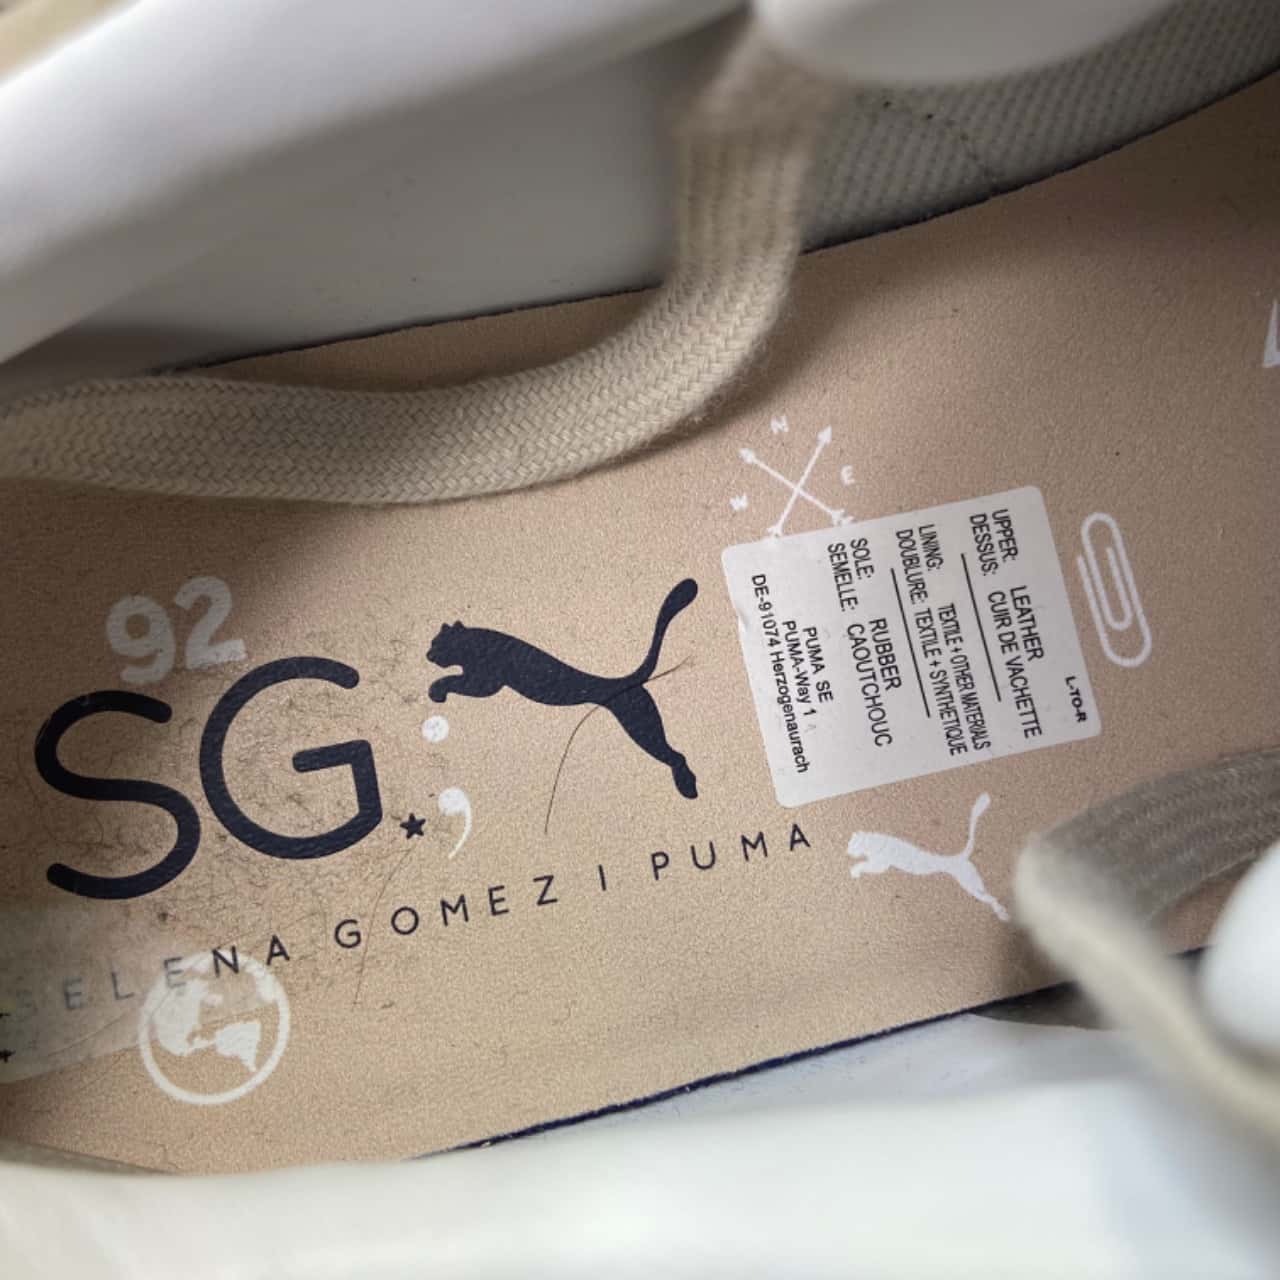 92
SG.;
SELENA GOMEZ | PUMA
N
E
UPPER: LEATHER
DESSUS: CUIR DE VACHETTE
LINING: TEXTILE + OTHER MATERIALS
DOUBLURE: TEXTILE + SYNTHETIQUE
SOLE: RUBBER
SEMELLE: CAOUTCHOUC
PUMA SE
PUMA-Way 1
DE-91074 Herzogenaurach
L-TO-R